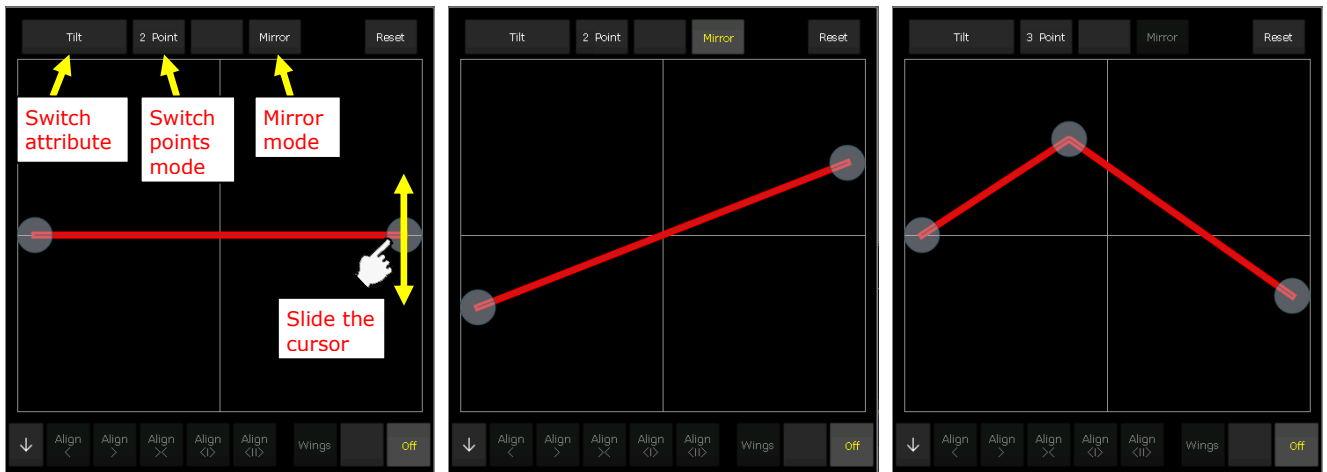 Tilt 2 Point Mirror Reset
Switch attribute
Switch points mode
Mirror mode
Slide the cursor
↓ Align < Align > Align >< Align <I> Align <II> Wings Off
Tilt 2 Point Mirror Reset
↓ Align < Align > Align >< Align <I> Align <II> Wings Off
Tilt 3 Point Mirror Reset
↓ Align < Align > Align >< Align <I> Align <II> Wings Off